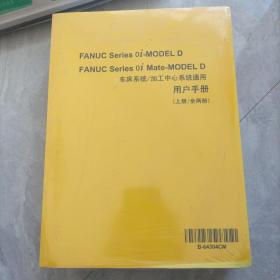 FANUC Series 0i-MODEL D
FANUC Series 0i Mate-MODEL D
车床系统/加工中心系统通用
用户手册
(上册/全两册)
B-64304CM